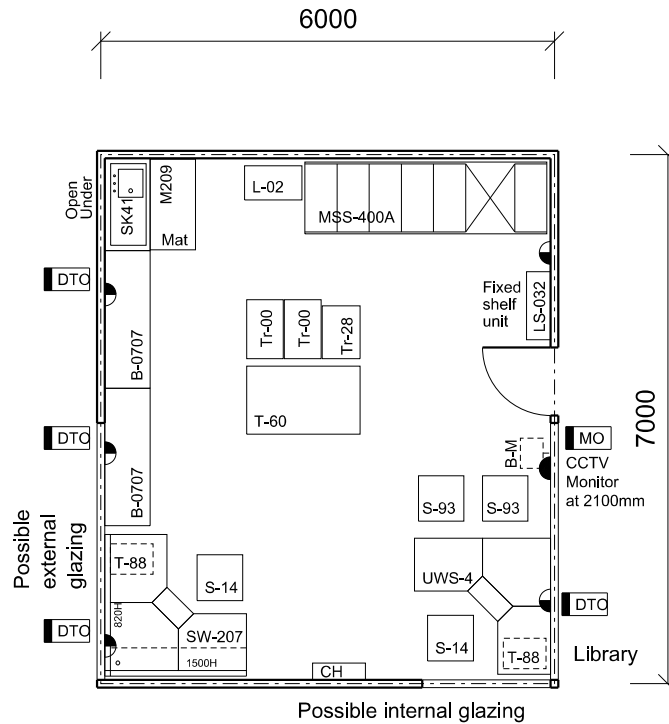 6000
Open
Under
SK41
M209
Mat
L-02
MSS-400A
DTO
B-0707
Tr-00
Tr-00
Tr-28
Fixed
shelf
unit
LS-032
7000
T-60
DTO
B-0707
B-M
MO
CCTV
Monitor
at 2100mm
S-93
S-93
Possible
external
glazing
T-88
S-14
UWS-4
820H
SW-207
1500H
DTO
S-14
DTO
T-88
Library
CH
Possible internal glazing